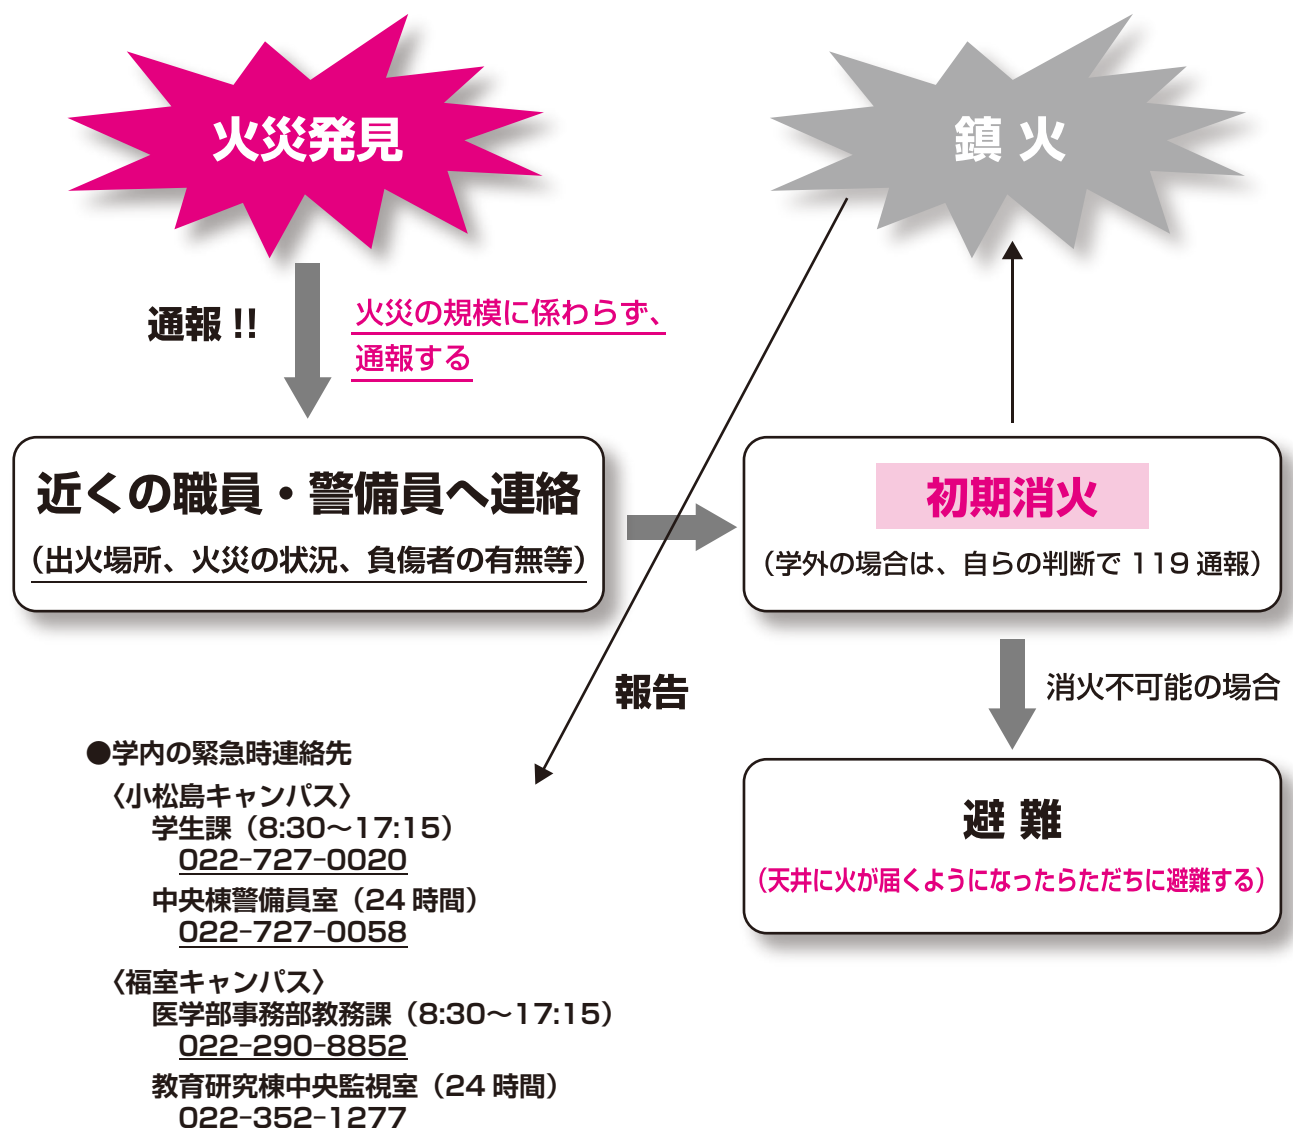 火災発見
鎮 火
通報 !!
火災の規模に係わらず、
通報する
近くの職員・警備員へ連絡
（出火場所、火災の状況、負傷者の有無等）
初期消火
（学外の場合は、自らの判断で 119 通報）
報告
消火不可能の場合
避 難
（天井に火が届くようになったらただちに避難する）
●学内の緊急時連絡先
〈小松島キャンパス〉
学生課（8:30〜17:15）
022-727-0020
中央棟警備員室（24 時間）
022-727-0058
〈福室キャンパス〉
医学部事務部教務課（8:30〜17:15）
022-290-8852
教育研究棟中央監視室（24 時間）
022-352-1277